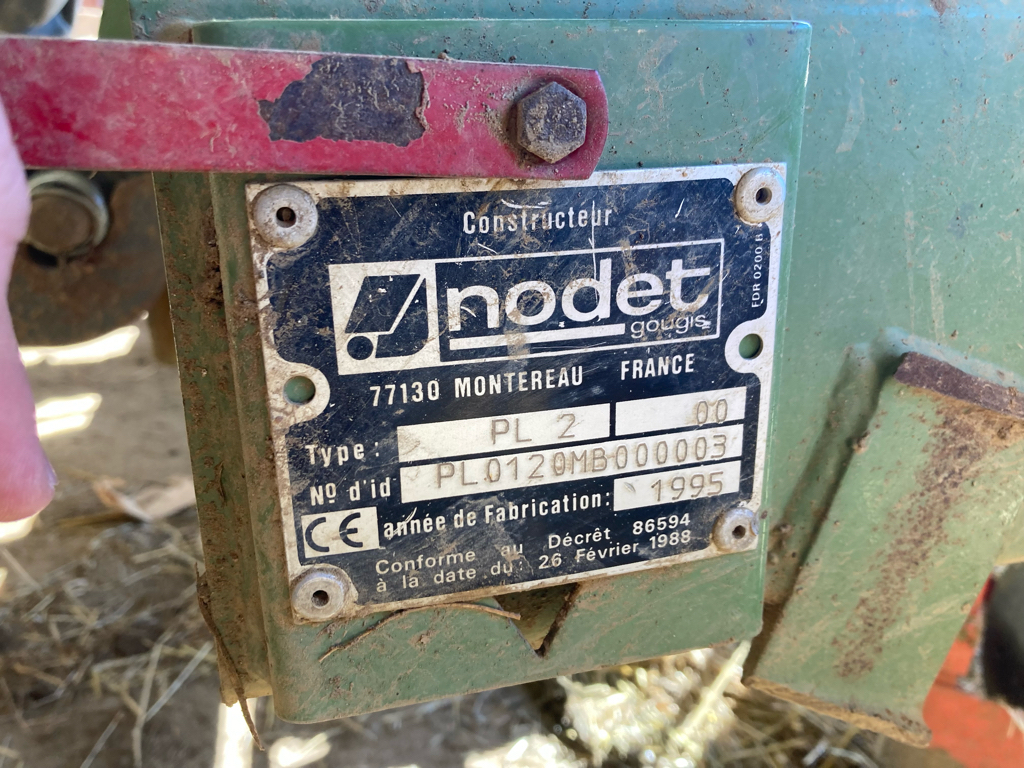 Constructeur
nodet
gougis
FDR 0200 B
77130 MONTEREAU FRANCE
Type: PL 2 00
Nº d'id PL0120MB000003
CE année de Fabrication: 1995
Conforme au Décrêt 86594
à la date du: 26 Février 1988